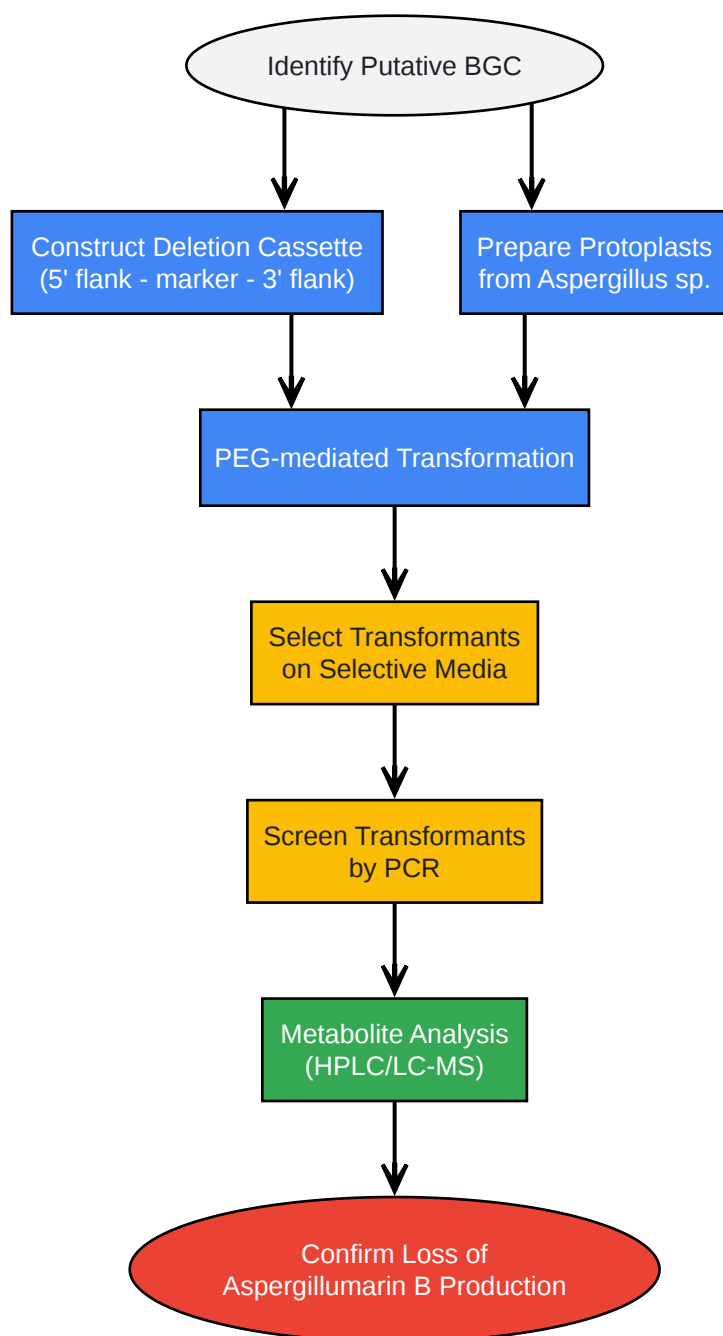 Identify Putative BGC
Construct Deletion Cassette
(5' flank - marker - 3' flank)
Prepare Protoplasts
from Aspergillus sp.
PEG-mediated Transformation
Select Transformants
on Selective Media
Screen Transformants
by PCR
Metabolite Analysis
(HPLC/LC-MS)
Confirm Loss of
Aspergillumarin B Production